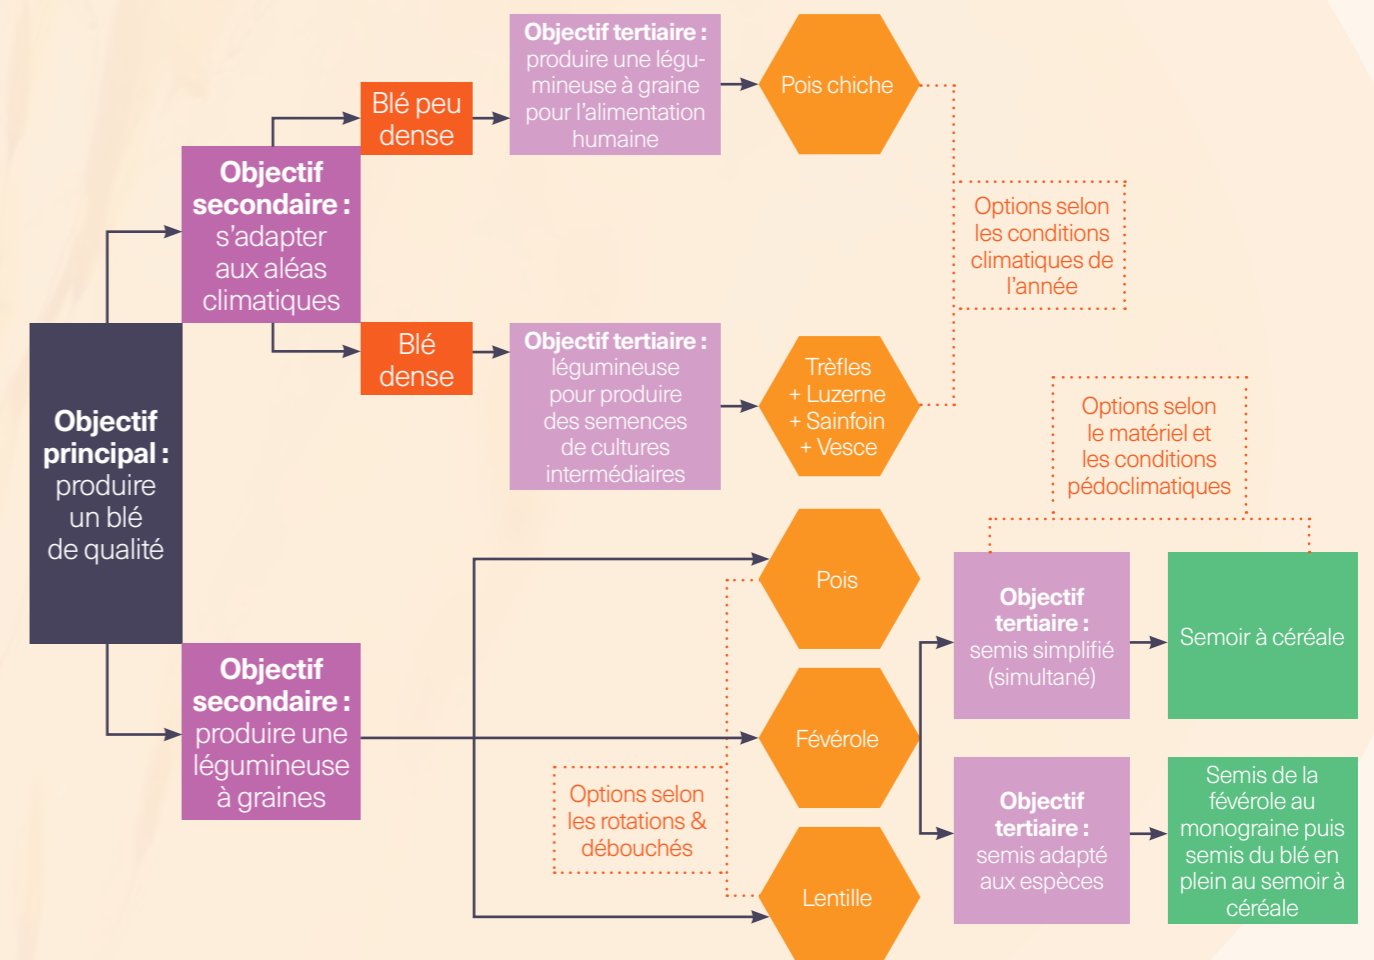 Objectif
principal :
produire
un blé
de qualité
Objectif
secondaire :
s'adapter
aux aléas
climatiques
Blé peu
dense
Objectif tertiaire :
produire une légu-
mineuse à graine
pour l'alimentation
humaine
Pois chiche
Blé
dense
Objectif tertiaire :
légumineuse
pour produire
des semences
de cultures
intermédiaires
Trèfles
+ Luzerne
+ Sainfoin
+ Vesce
Options selon
les conditions
climatiques de
l'année
Objectif
secondaire :
produire une
légumineuse
à graines
Options selon
les rotations &
débouchés
Pois
Févérole
Lentille
Options selon
le matériel et
les conditions
pédoclimatiques
Objectif
tertiaire :
semis simplifié
(simultané)
Semoir à céréale
Objectif
tertiaire :
semis adapté
aux espèces
Semis de la
févérole au
monograine puis
semis du blé en
plein au semoir à
céréale